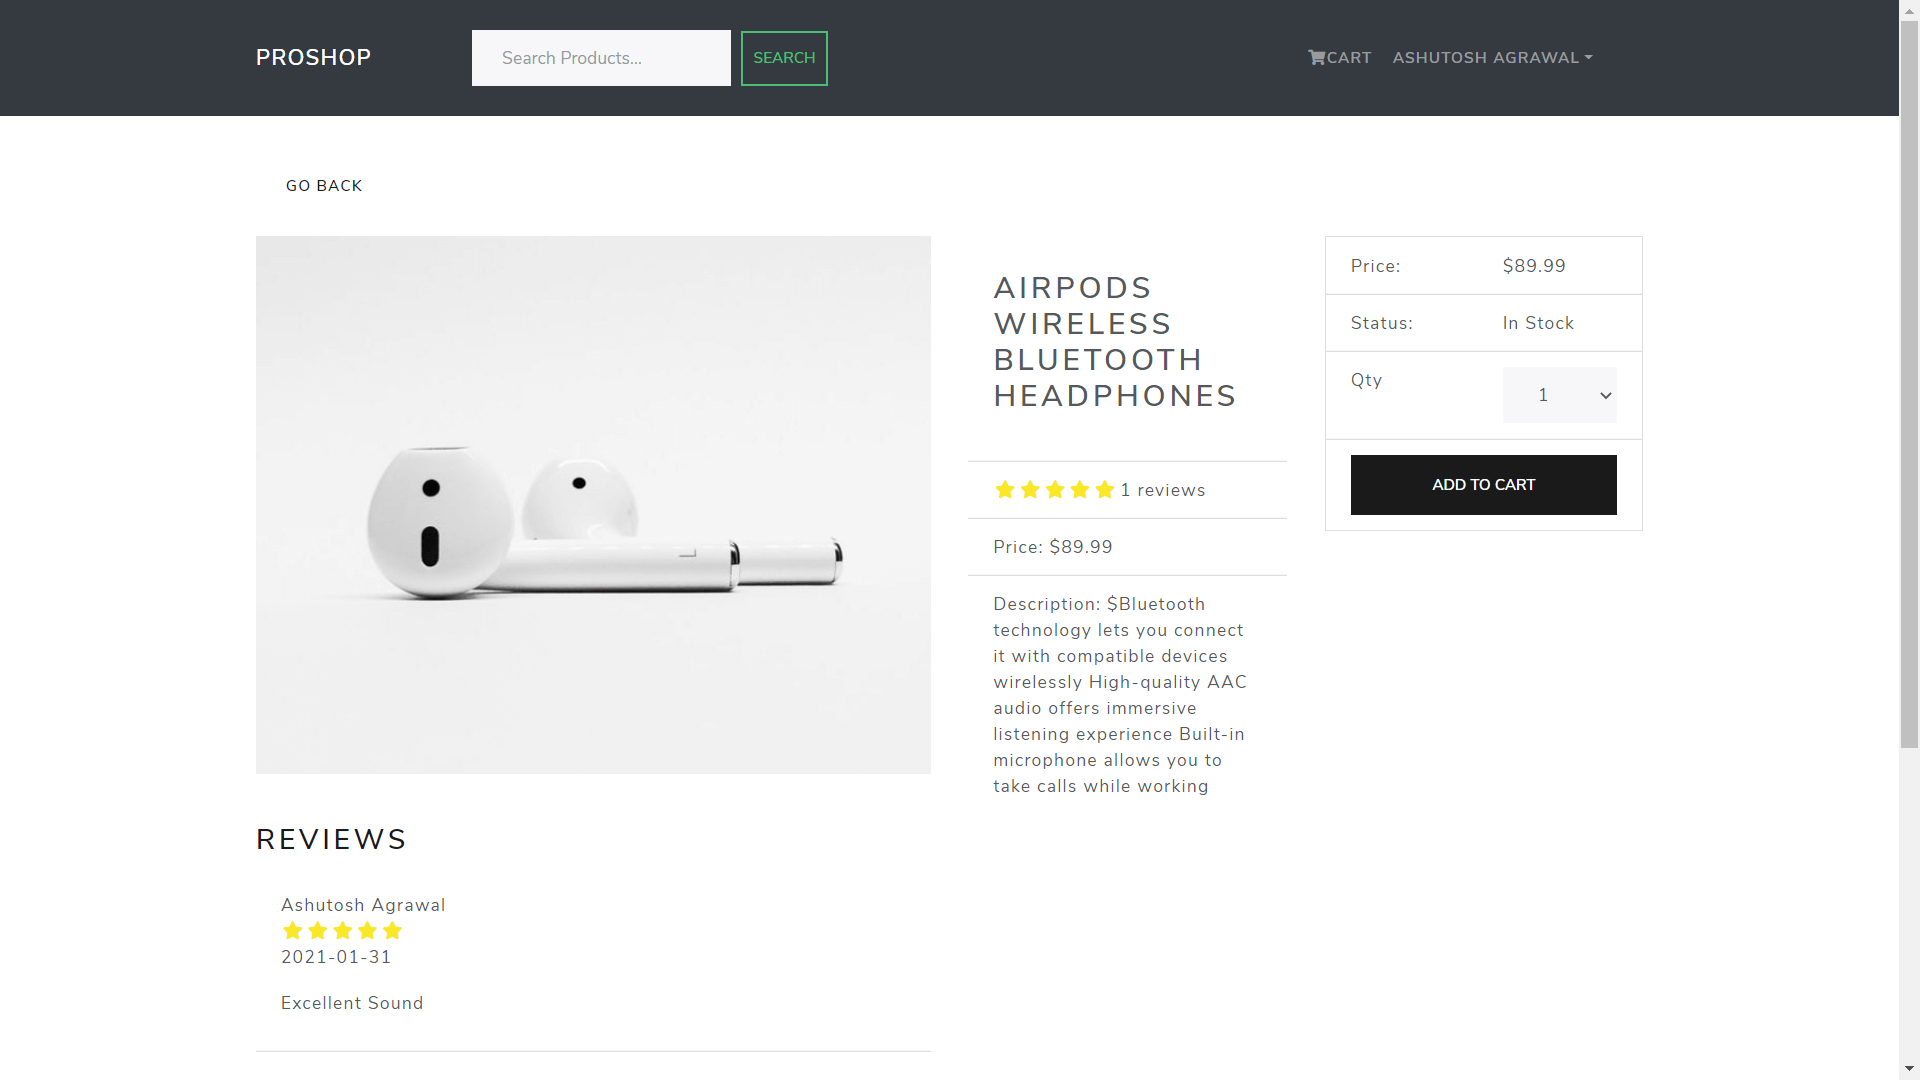 PROSHOP
Search Products...
SEARCH
CART
ASHUTOSH AGRAWAL
GO BACK
AIRPODS
WIRELESS
BLUETOOTH
HEADPHONES
1 reviews
Price: $89.99
Description: $Bluetooth
technology lets you connect
it with compatible devices
wirelessly High-quality AAC
audio offers immersive
listening experience Built-in
microphone allows you to
take calls while working
Price: $89.99
Status: In Stock
Qty 1
ADD TO CART
REVIEWS
Ashutosh Agrawal
2021-01-31
Excellent Sound